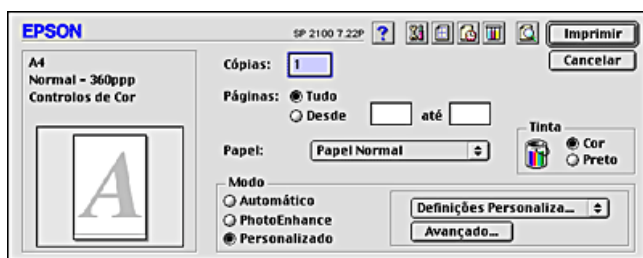 EPSON
SP 2100 7.22P
?
Imprimir
Cancelar
A4
Normal - 360ppp
Controlos de Cor
A
Cópias: 1
Páginas: Tudo
Desde até
Papel: Papel Normal
Tinta
Cor
Preto
Modo
Automático
PhotoEnhance
Personalizado
Definições Personaliza...
Avançado...